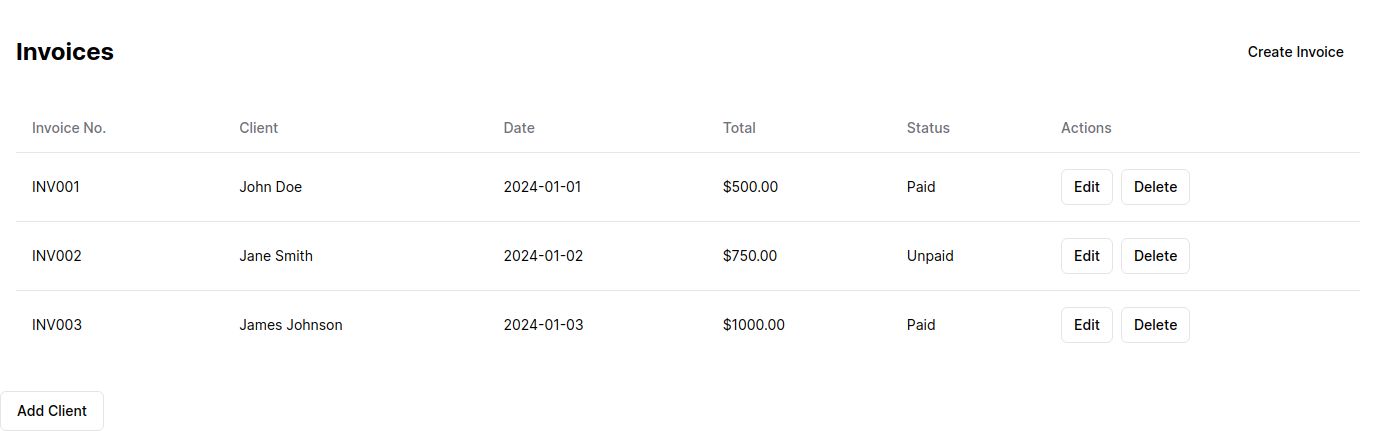 Invoices Create Invoice
Invoice No. Client Date Total Status Actions
INV001 John Doe 2024-01-01 $500.00 Paid Edit Delete
INV002 Jane Smith 2024-01-02 $750.00 Unpaid Edit Delete
INV003 James Johnson 2024-01-03 $1000.00 Paid Edit Delete
Add Client